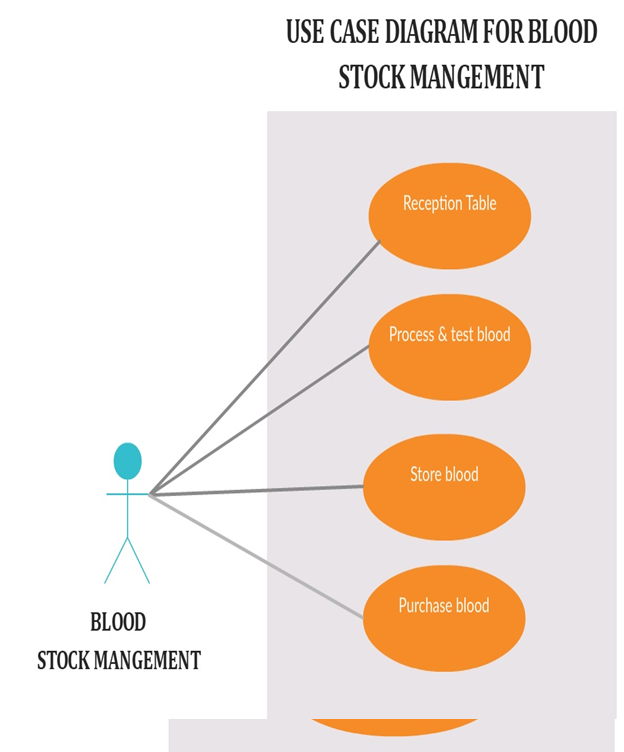 USE CASE DIAGRAM FOR BLOOD
STOCK MANGEMENT
Reception Table
Process & test blood
Store blood
Purchase blood
BLOOD
STOCK MANGEMENT